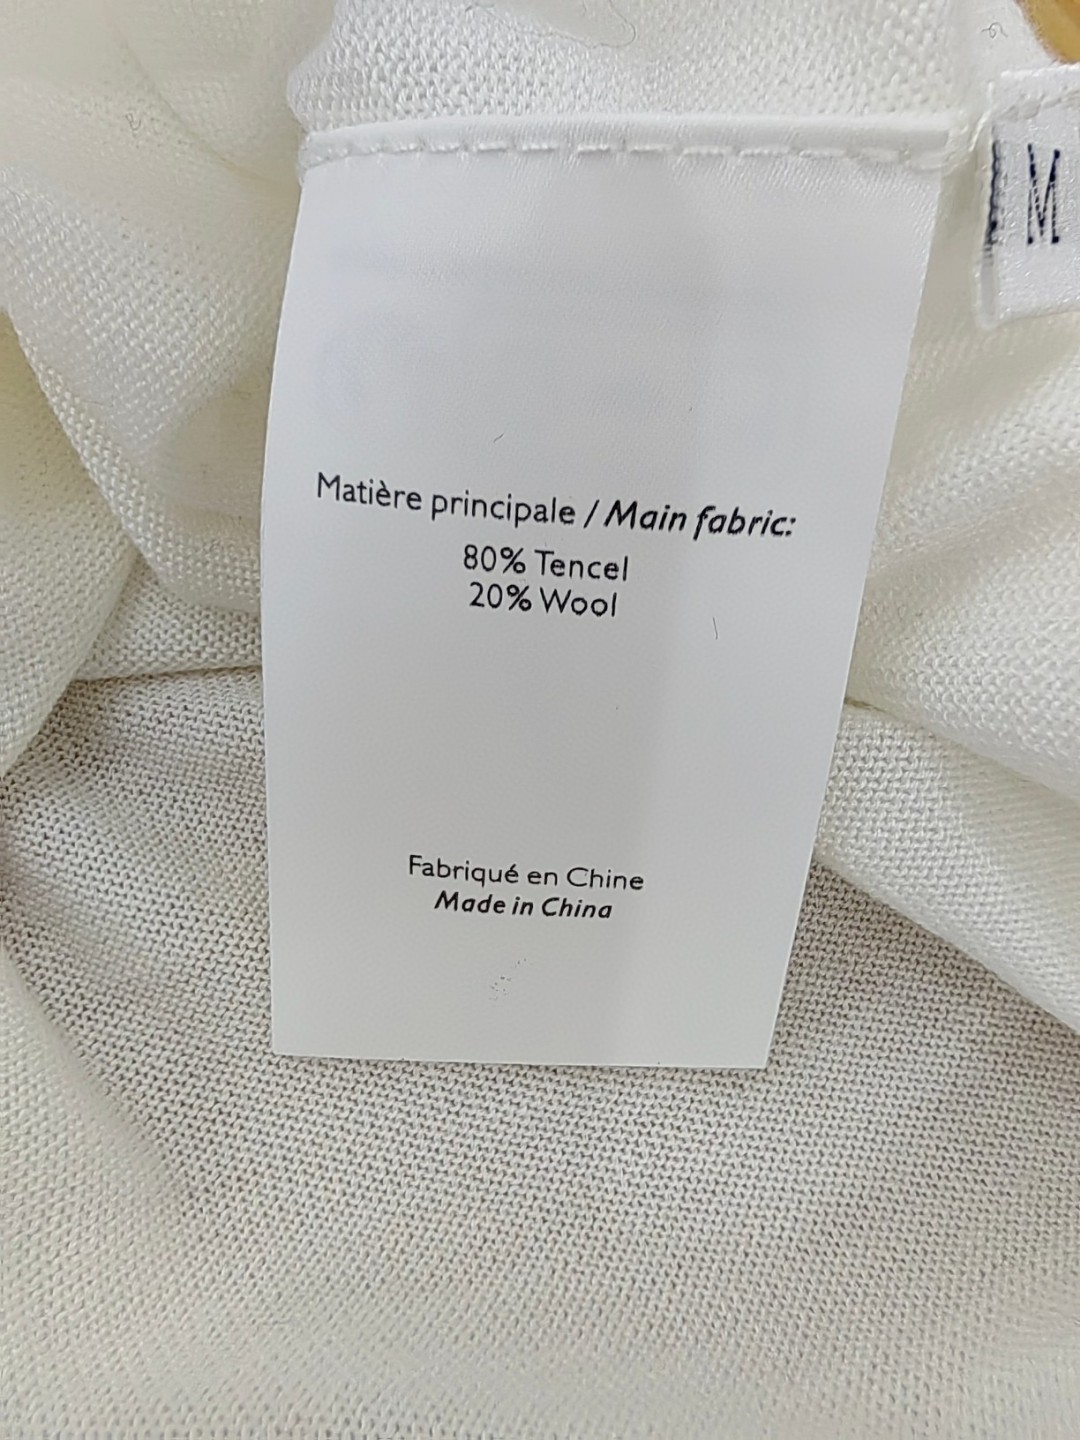 M
Matière principale / Main fabric:
80% Tencel
20% Wool
Fabriqué en Chine
Made in China